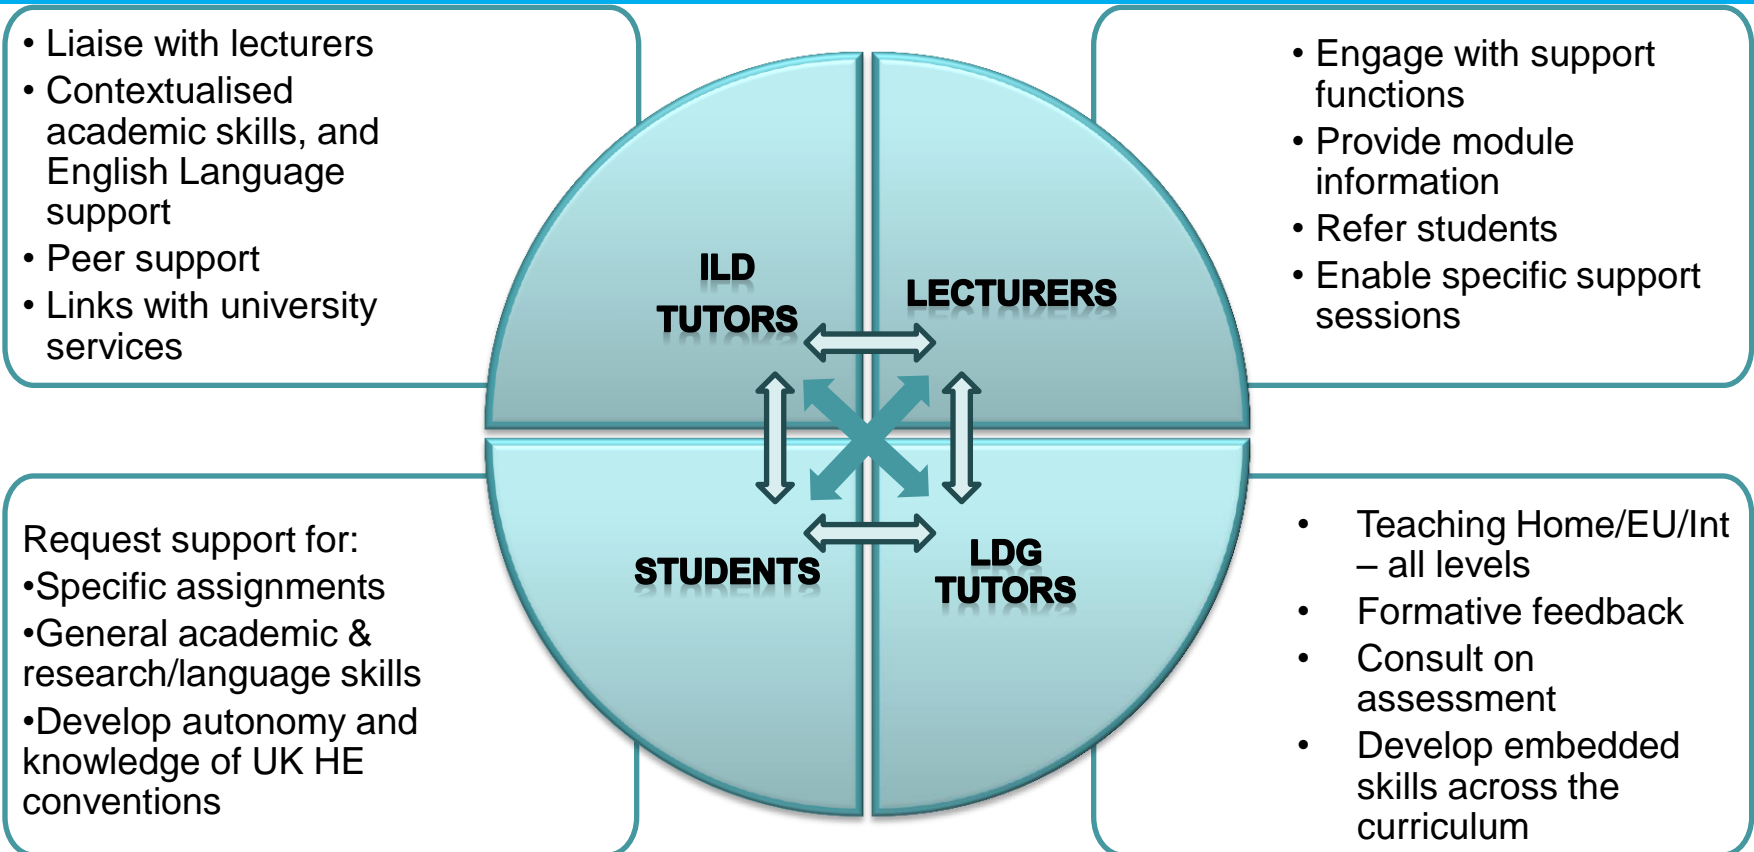 • Liaise with lecturers
• Contextualised
academic skills, and
English Language
support
• Peer support
• Links with university
services
• Engage with support
functions
• Provide module
information
• Refer students
• Enable specific support
sessions
ILD
TUTORS
LECTURERS
STUDENTS
LDG
TUTORS
Request support for:
•Specific assignments
•General academic &
research/language skills
•Develop autonomy and
knowledge of UK HE
conventions
• Teaching Home/EU/Int
– all levels
• Formative feedback
• Consult on
assessment
• Develop embedded
skills across the
curriculum